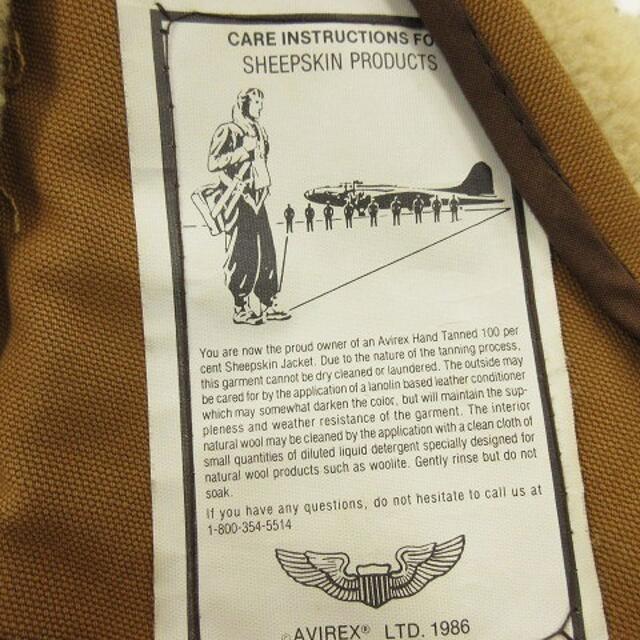 CARE INSTRUCTIONS FO
SHEEPSKIN PRODUCTS
You are now the proud owner of an Avirex Hand Tanned 100 per
cent Sheepskin Jacket. Due to the nature of the tanning process,
this garment cannot be dry cleaned or laundered. The outside may
be cared for by the application of a lanolin based leather conditioner
which may somewhat darken the color, but will maintain the sup-
pleness and weather resistance of the garment. The interior
natural wool may be cleaned by the application with a clean cloth of
small quantities of diluted liquid detergent specially designed for
natural wool products such as woolite. Gently rinse but do not
soak.
If you have any questions, do not hesitate to call us at
1-800-354-5514
©AVIREX® LTD. 1986